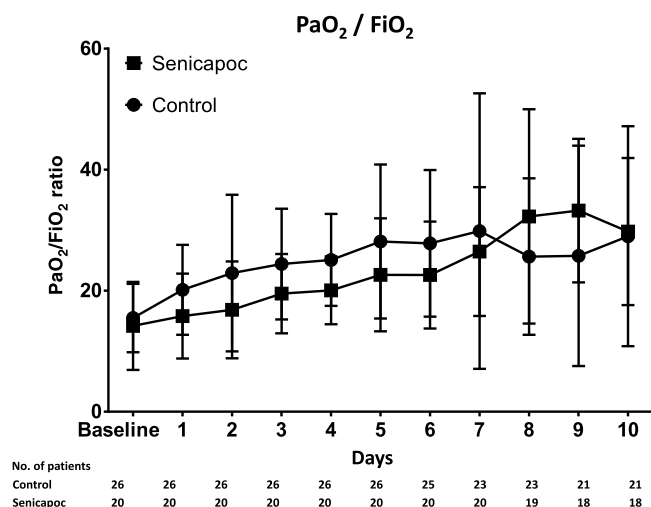 PaO2 / FiO2
60
Senicapoc
Control
40
PaO2/FiO2 ratio
20
0
Baseline 1 2 3 4 5 6 7 8 9 10
Days
No. of patients
Control 26 26 26 26 26 26 25 23 23 21 21
Senicapoc 20 20 20 20 20 20 20 20 19 18 18